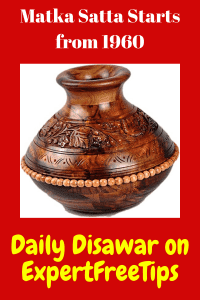 Matka Satta Starts
from 1960
Daily Disawar on
ExpertFreeTips